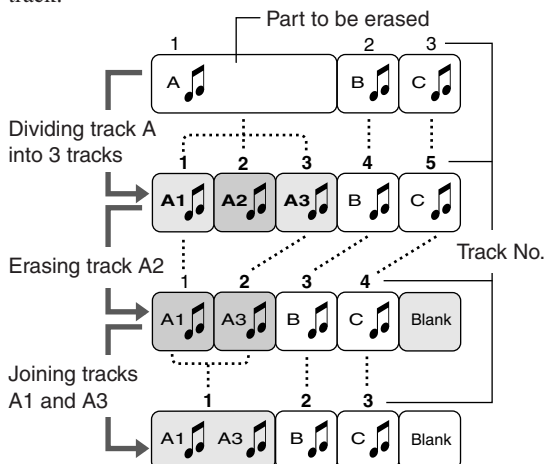 track.
Part to be erased
1 2 3
A B C
Dividing track A
into 3 tracks
1 2 3 4 5
A1 A2 A3 B C
Track No.
Erasing track A2
1 2 3 4
A1 A3 B C Blank
Joining tracks
A1 and A3
1 2 3
A1 A3 B C Blank